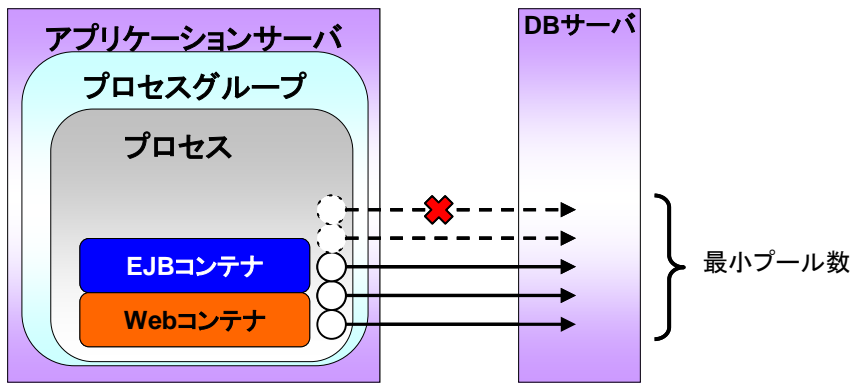 アプリケーションサーバ
DBサーバ
プロセスグループ
プロセス
EJBコンテナ
Webコンテナ
最小プール数